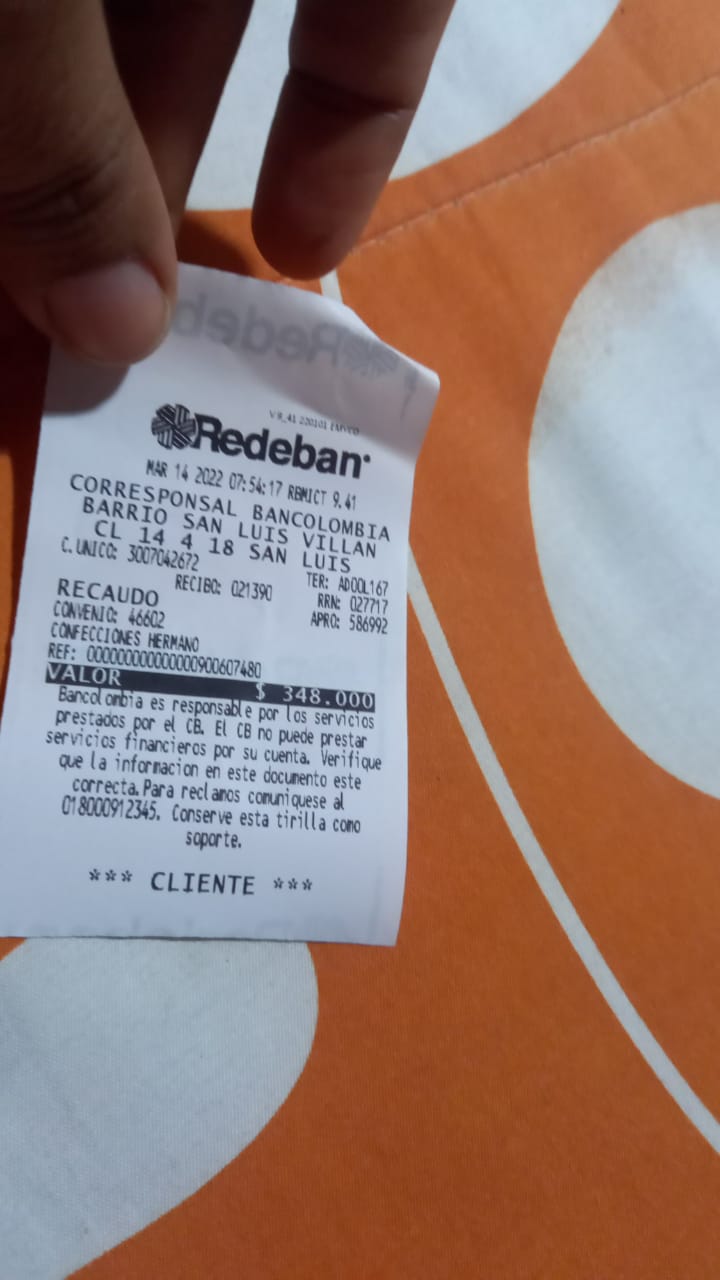 V 9_41 220101 EMVCO
Redeban
MAR 14 2022 07:54:17 RBMICT 9.41
CORRESPONSAL BANCOLOMBIA
BARRIO SAN LUIS VILLAN
CL 14 4 18 SAN LUIS
C.UNICO: 3007042672 TER: ADOOL167
RECIBO: 021390 RRN: 027717
RECAUDO APRO: 586992
CONVENIO: 46602
CONFECCIONES HERMANO
REF: 000000000000000900607480
VALOR $ 348.000
Bancolombia es responsable por los servicios
prestados por el CB. El CB no puede prestar
servicios financieros por su cuenta. Verifique
que la informacion en este documento este
correcta.Para reclamos comuniquese al
018000912345. Conserve esta tirilla como
soporte.
*** CLIENTE ***